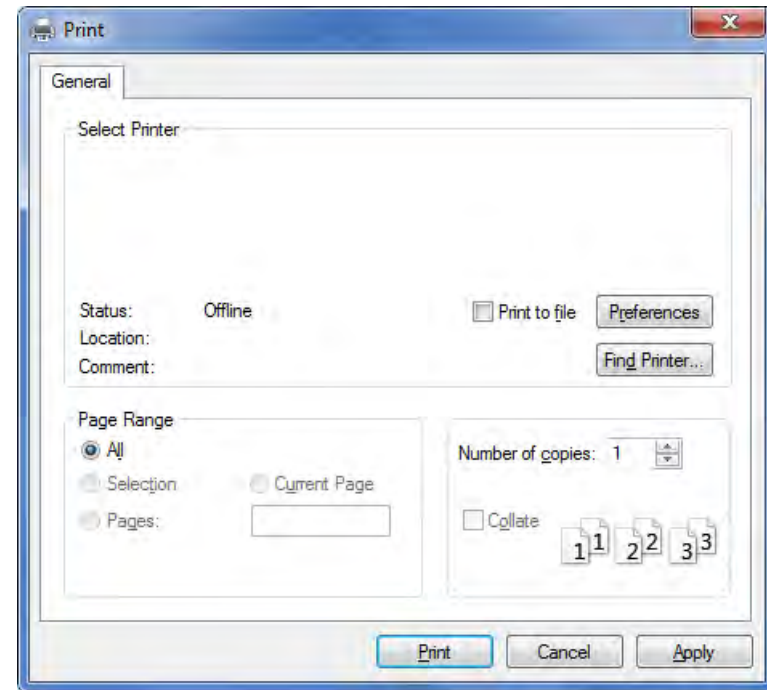 Print
General
Select Printer
Status: Offline
Print to file
Preferences
Location:
Comment:
Find Printer...
Page Range
All
Selection
Current Page
Pages:
Number of copies: 1
Collate
1 1 2 2 3 3
Print
Cancel
Apply